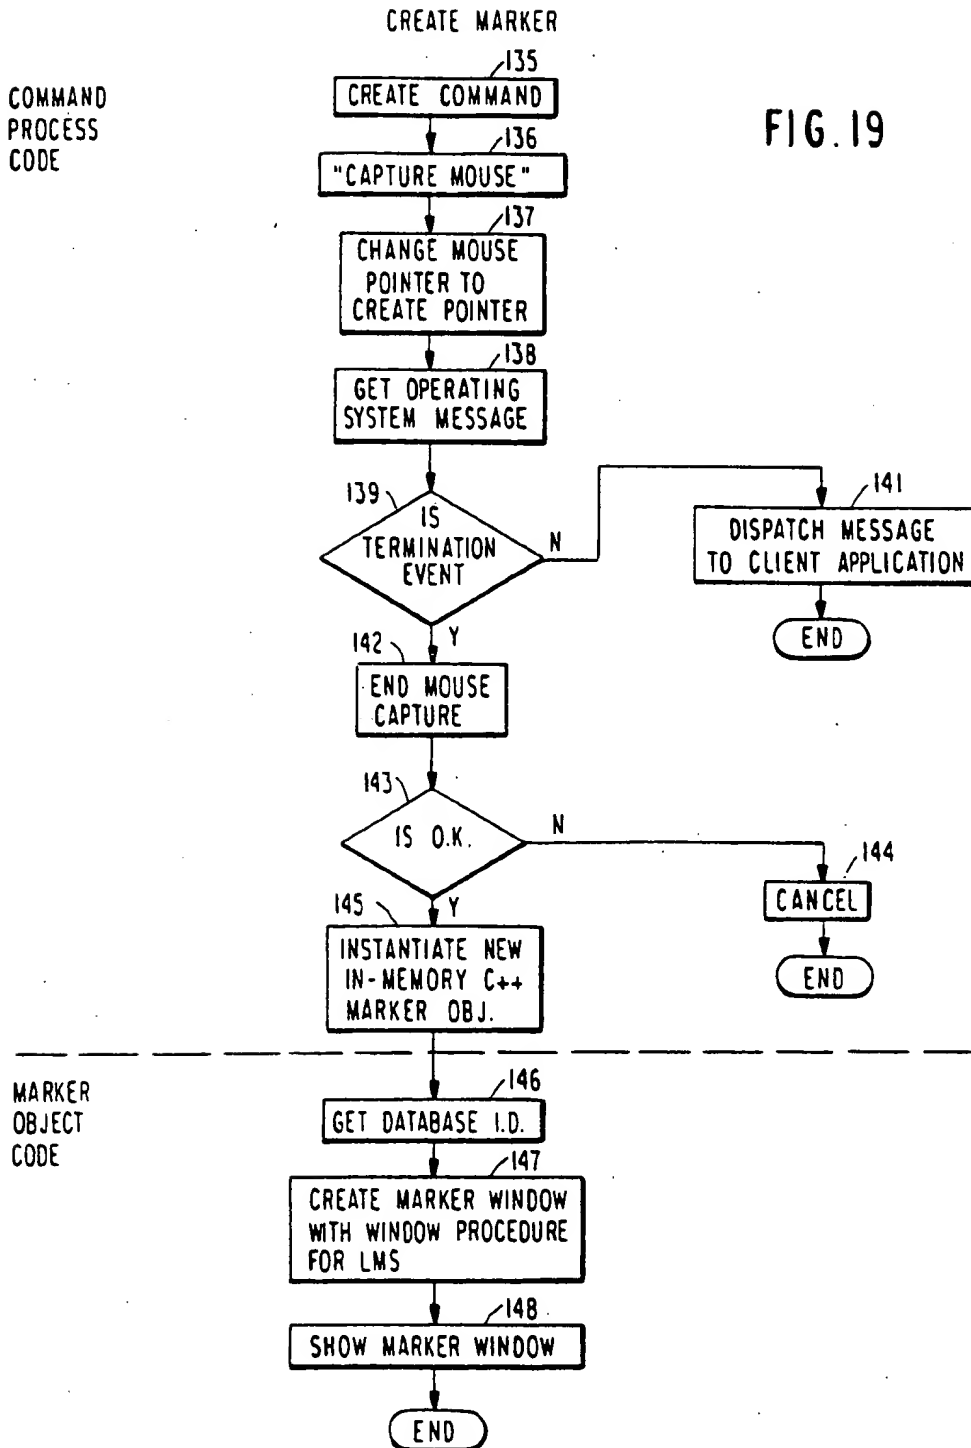 CREATE MARKER
COMMAND
PROCESS
CODE
FIG. 19
135
CREATE COMMAND
136
"CAPTURE MOUSE"
137
CHANGE MOUSE
POINTER TO
CREATE POINTER
138
GET OPERATING
SYSTEM MESSAGE
139
IS
TERMINATION
EVENT
N
141
DISPATCH MESSAGE
TO CLIENT APPLICATION
END
Y
142
END MOUSE
CAPTURE
143
IS O.K.
N
144
CANCEL
END
Y
145
INSTANTIATE NEW
IN-MEMORY C++
MARKER OBJ.
MARKER
OBJECT
CODE
146
GET DATABASE I.D.
147
CREATE MARKER WINDOW
WITH WINDOW PROCEDURE
FOR LMS
148
SHOW MARKER WINDOW
END